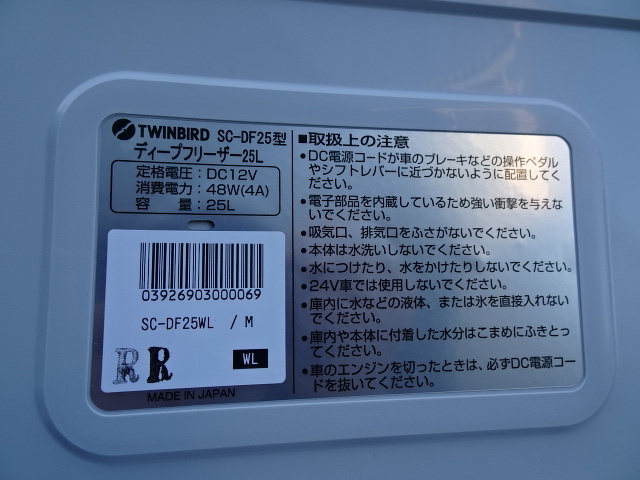 TWINBIRD SC-DF25型
ディープフリーザー25L
定格電圧：DC12V
消費電力：48W(4A)
容　　量：25L
03926903000069
SC-DF25WL / M
R R WL
MADE IN JAPAN
■取扱上の注意
●DC電源コードが車のブレーキなどの操作ペダル
やシフトレバーに近づかないように配置してく
ださい。
●電子部品を内蔵しているため強い衝撃を与えな
いでください。
●吸気口、排気口をふさがないでください。
●本体は水洗いしないでください。
●水につけたり、水をかけたりしないでください。
●24V車では使用しないでください。
●庫内に水などの液体、または氷を直接入れない
でください。
●庫内や本体に付着した水分はこまめにふきとっ
てください。
●車のエンジンを切ったときは、必ずDC電源コー
ドを抜いてください。